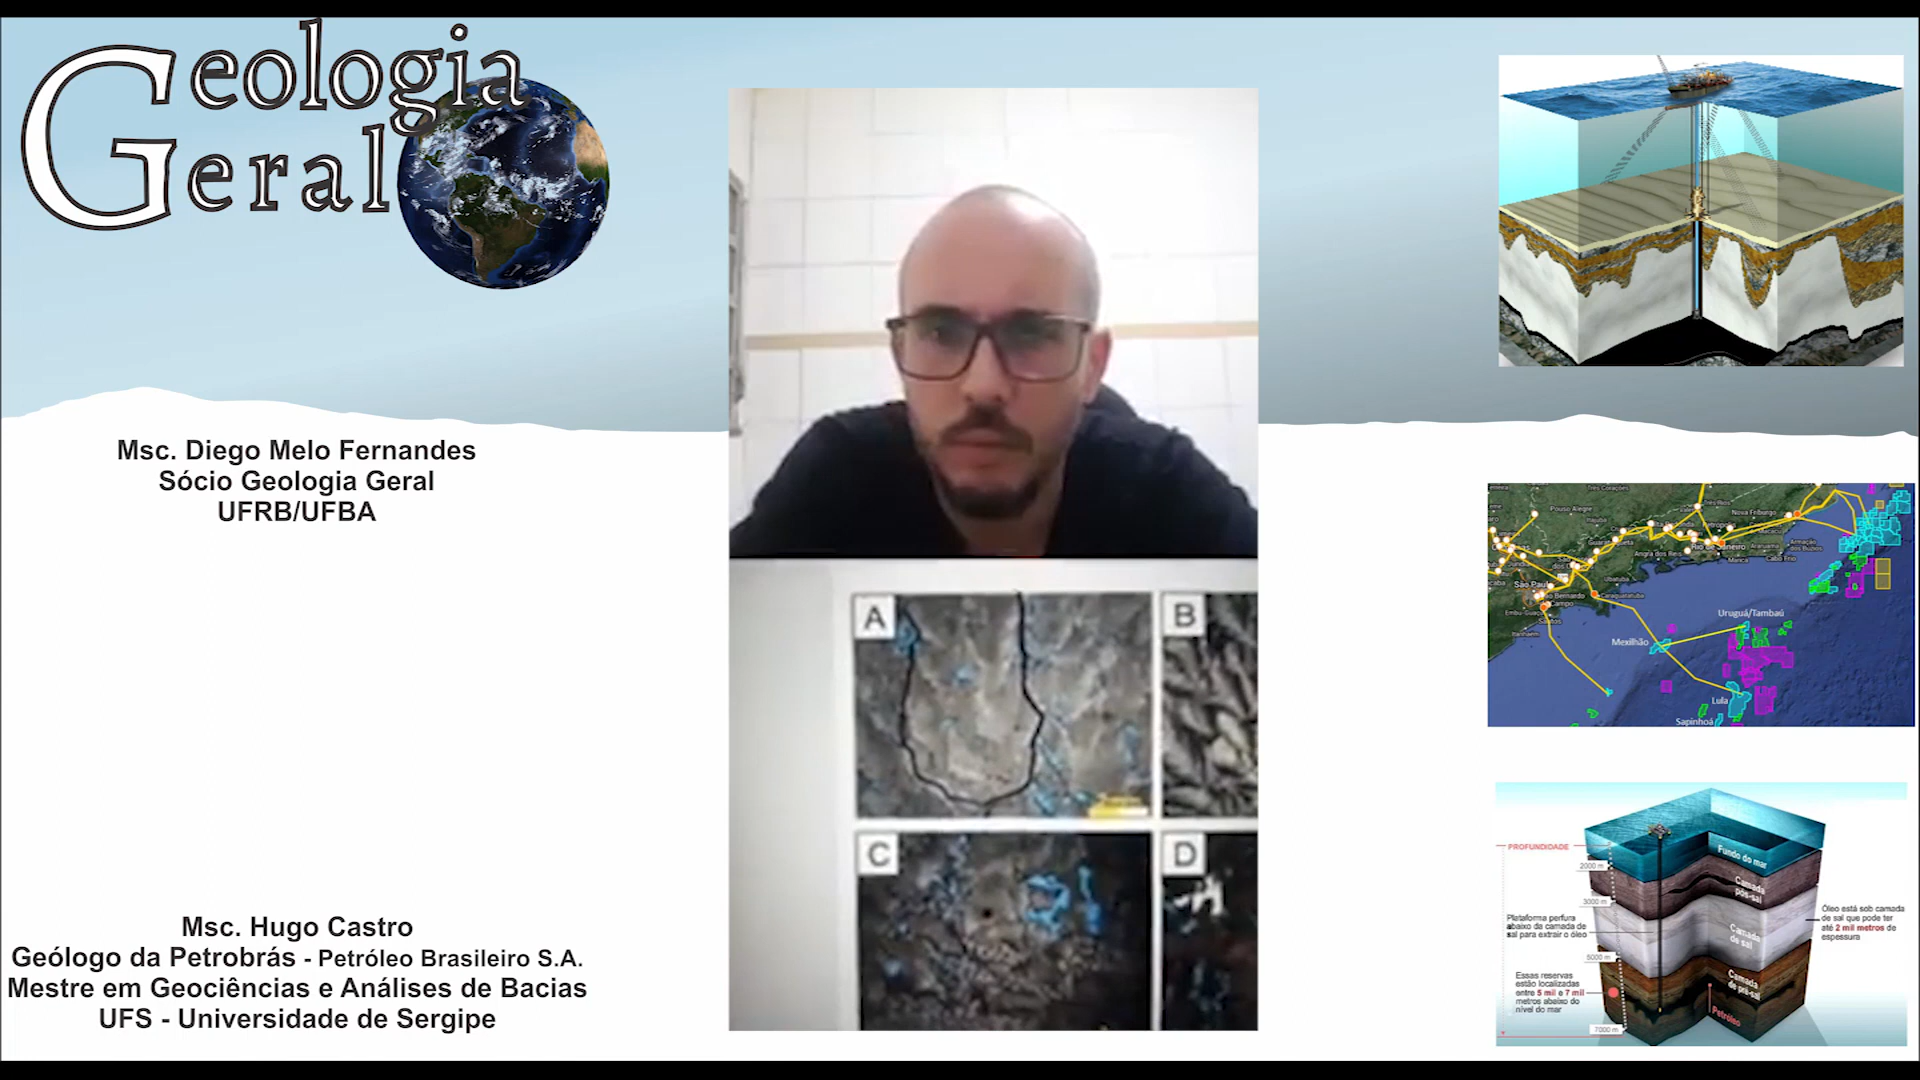 Geologia
Geral
Msc. Diego Melo Fernandes
Sócio Geologia Geral
UFRB/UFBA
Msc. Hugo Castro
Geólogo da Petrobrás - Petróleo Brasileiro S.A.
Mestre em Geociências e Análises de Bacias
UFS - Universidade de Sergipe
A
B
C
D
Pouso Alegre
Nova Friburgo
Rio de Janeiro
Angra dos Reis
Ubatuba
Caraguatatuba
São Paulo
Santos
Cabo Frio
Uruguá/Tambaú
Mexilhão
Lula
Sapinhoá
PROFUNDIDADE
2000 m
3000 m
5000 m
7000 m
Fundo do mar
Camada
pós-sal
Camada
de sal
Camada
de pré-sal
Petróleo
Plataforma perfura
abaixo da camada de
sal para extrair o óleo
Essas reservas
estão localizadas
entre 5 mil e 7 mil
metros abaixo do
nível do mar
Óleo está sob camada
de sal que pode ter
até 2 mil metros de
espessura